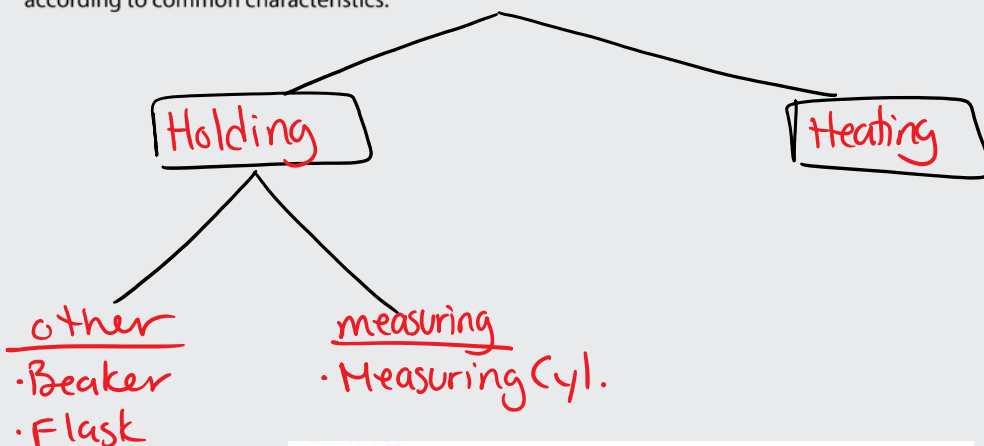 according to common characteristics.
Holding
Heating
other
measuring
·Beaker
·Measuring Cyl.
·Flask